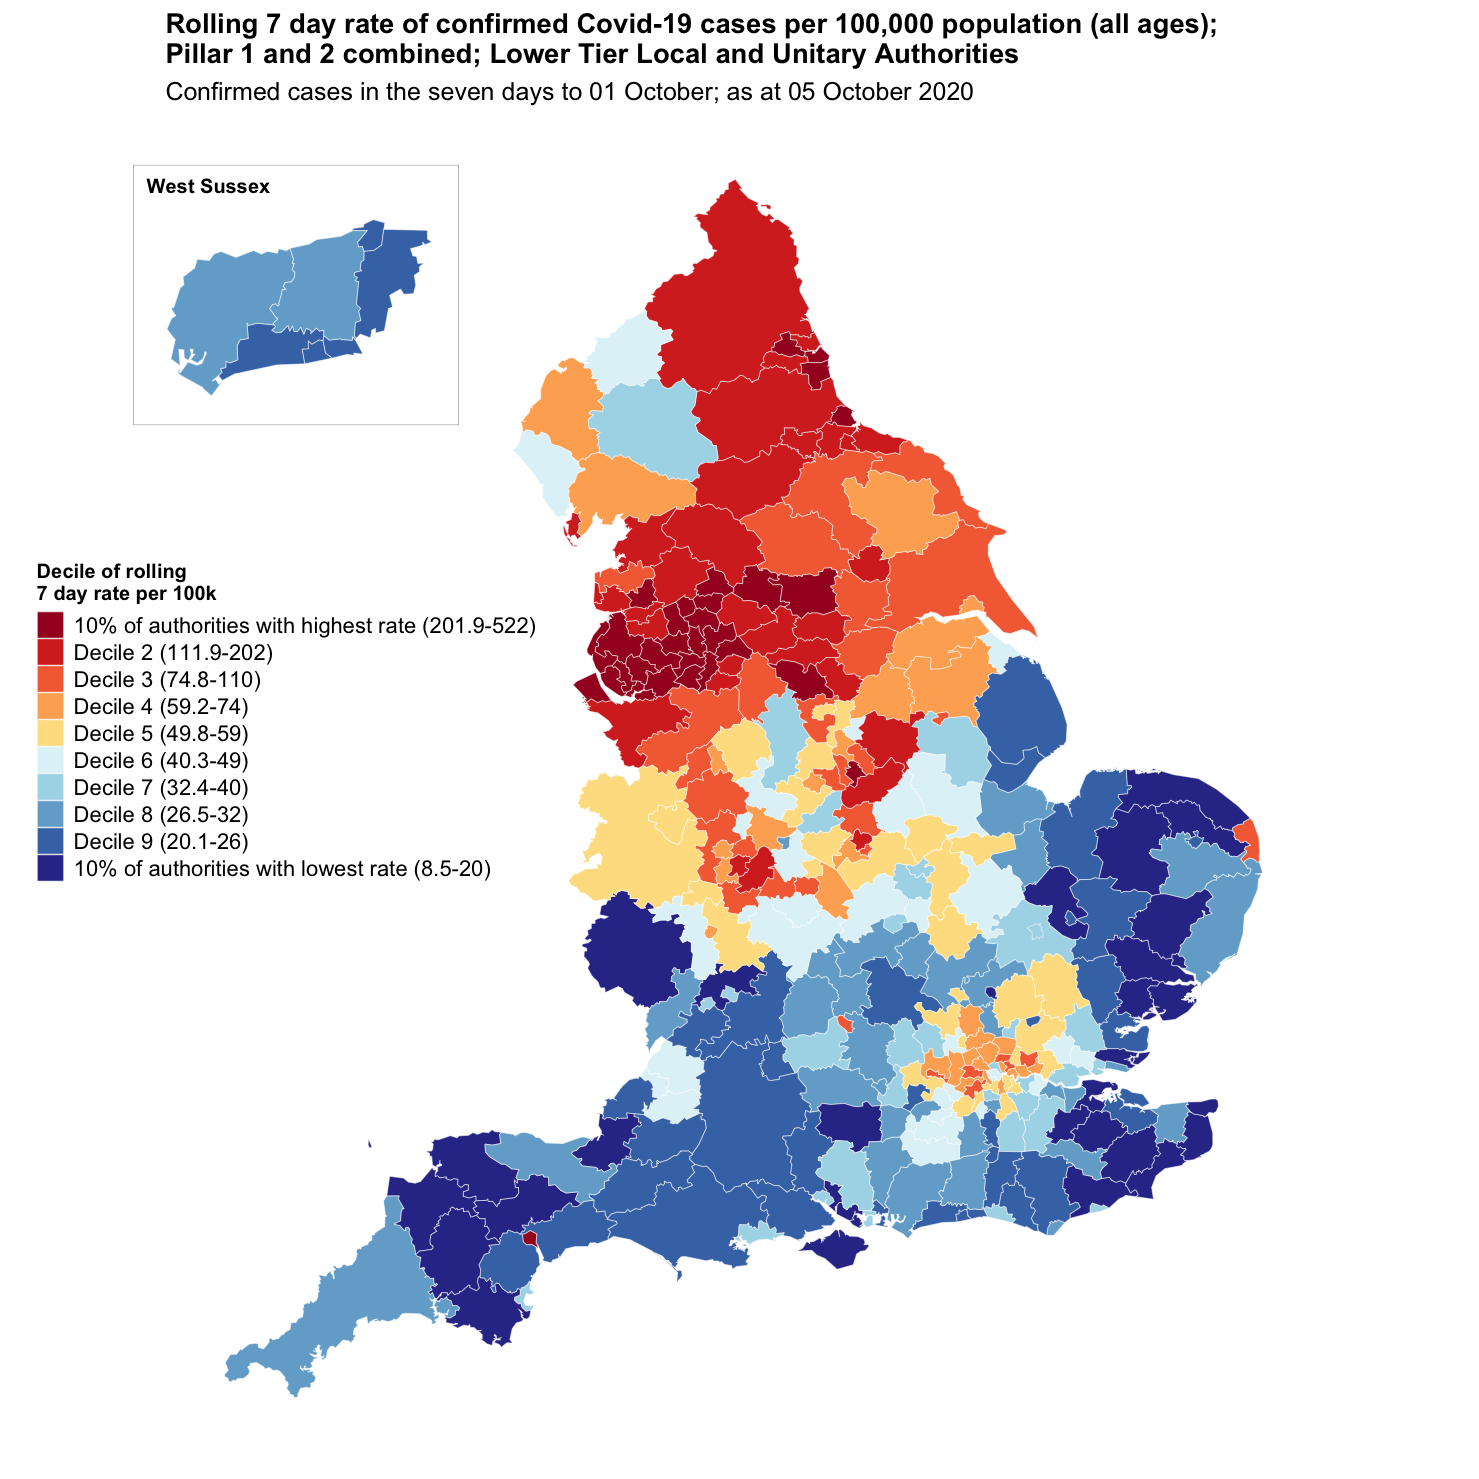 Rolling 7 day rate of confirmed Covid-19 cases per 100,000 population (all ages);
Pillar 1 and 2 combined; Lower Tier Local and Unitary Authorities
Confirmed cases in the seven days to 01 October; as at 05 October 2020
West Sussex
Decile of rolling
7 day rate per 100k
10% of authorities with highest rate (201.9-522)
Decile 2 (111.9-202)
Decile 3 (74.8-110)
Decile 4 (59.2-74)
Decile 5 (49.8-59)
Decile 6 (40.3-49)
Decile 7 (32.4-40)
Decile 8 (26.5-32)
Decile 9 (20.1-26)
10% of authorities with lowest rate (8.5-20)